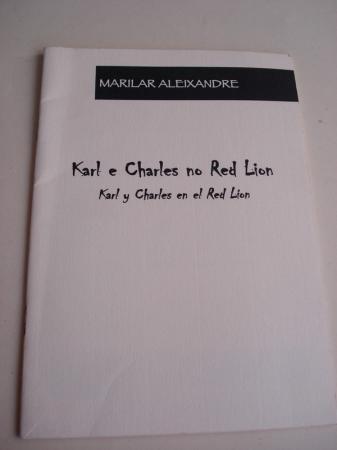 MARILAR ALEIXANDRE
Karl e Charles no Red Lion
Karl y Charles en el Red Lion